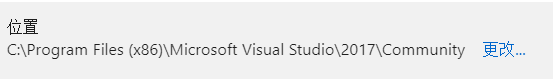 位置
C:\Program Files (x86)\Microsoft Visual Studio\2017\Community 更改...